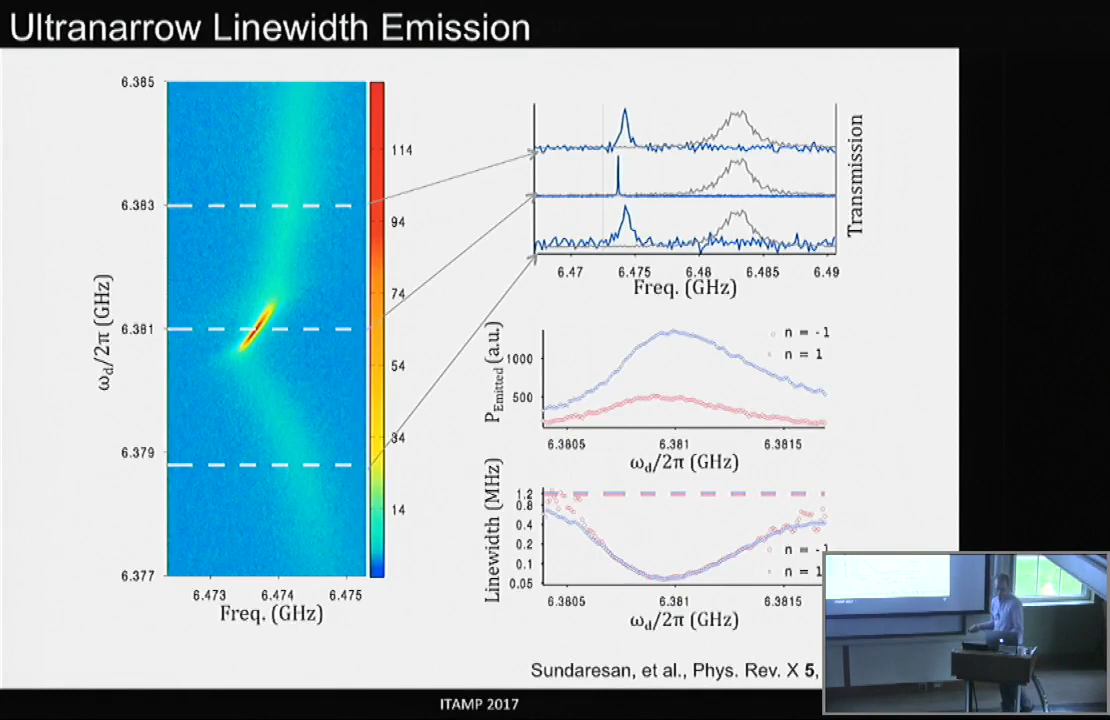 Ultranarrow Linewidth Emission
6.385
6.383
6.381
6.379
6.377
ω_d/2π (GHz)
6.473 6.474 6.475
Freq. (GHz)
114
94
74
54
34
14
Transmission
6.47 6.475 6.48 6.485 6.49
Freq. (GHz)
P_Emitted (a.u.)
1000
500
n = -1
n = 1
6.3805 6.381 6.3815
ω_d/2π (GHz)
Linewidth (MHz)
1.2
0.8
0.4
0.2
0.1
0.05
n = -1
n = 1
6.3805 6.381 6.3815
ω_d/2π (GHz)
Sundaresan, et al., Phys. Rev. X 5,
ITAMP 2017